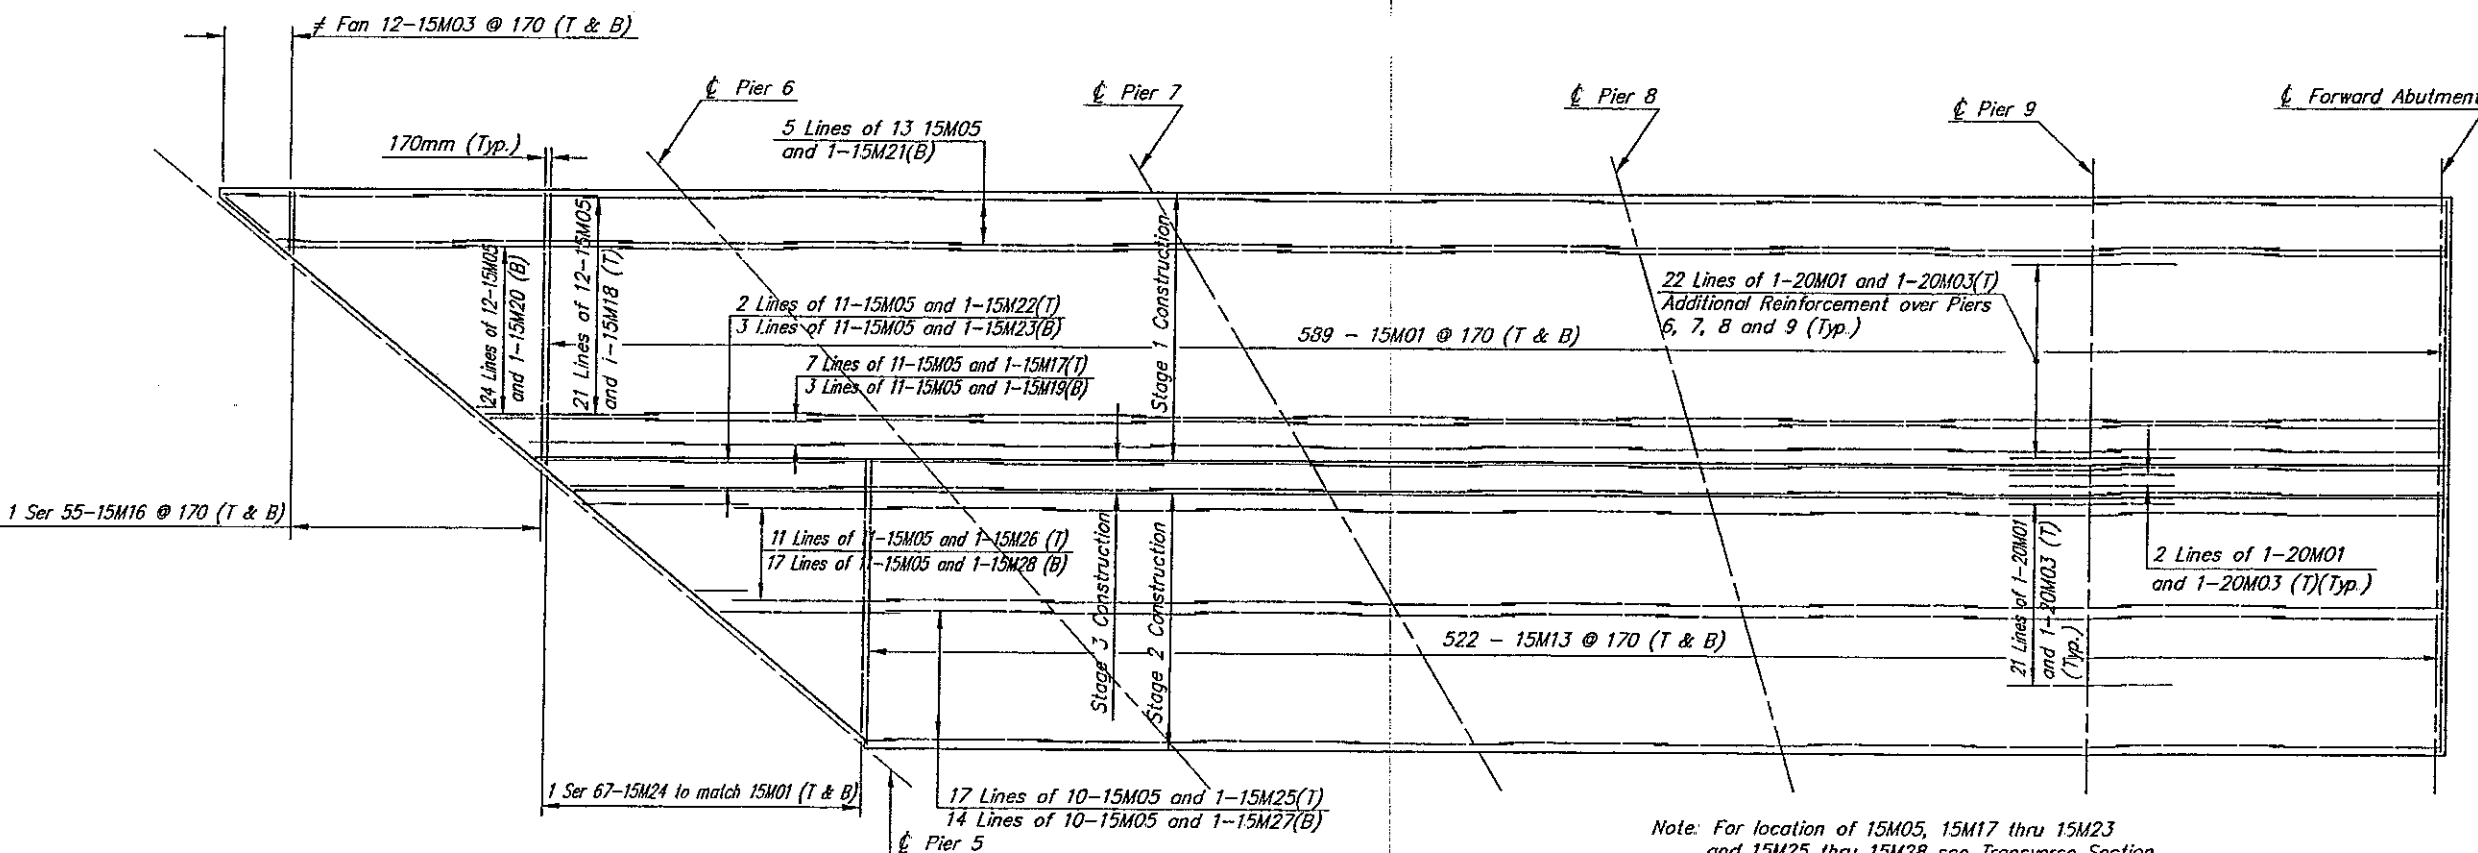 ≠ Fan 12-15M03 @ 170 (T & B)
℄ Pier 6
℄ Pier 7
℄ Pier 8
℄ Pier 9
℄ Forward Abutment
170mm (Typ.)
5 Lines of 13 15M05
and 1-15M21(B)
24 Lines of 12-15M05
and 1-15M20 (B)
21 Lines of 12-15M05
and 1-15M18 (T)
Stage 1 Construction
2 Lines of 11-15M05 and 1-15M22(T)
3 Lines of 11-15M05 and 1-15M23(B)
22 Lines of 1-20M01 and 1-20M03(T)
Additional Reinforcement over Piers
6, 7, 8 and 9 (Typ.)
589 - 15M01 @ 170 (T & B)
7 Lines of 11-15M05 and 1-15M17(T)
3 Lines of 11-15M05 and 1-15M19(B)
1 Ser 55-15M16 @ 170 (T & B)
11 Lines of 11-15M05 and 1-15M26 (T)
17 Lines of 11-15M05 and 1-15M28 (B)
Stage 3 Construction
Stage 2 Construction
21 Lines of 1-20M01
and 1-20M03 (T)
(Typ.)
2 Lines of 1-20M01
and 1-20M03 (T)(Typ.)
522 - 15M13 @ 170 (T & B)
1 Ser 67-15M24 to match 15M01 (T & B)
17 Lines of 10-15M05 and 1-15M25(T)
14 Lines of 10-15M05 and 1-15M27(B)
℄ Pier 5
Note: For location of 15M05, 15M17 thru 15M23
and 15M25 thru 15M28 see Transverse Section